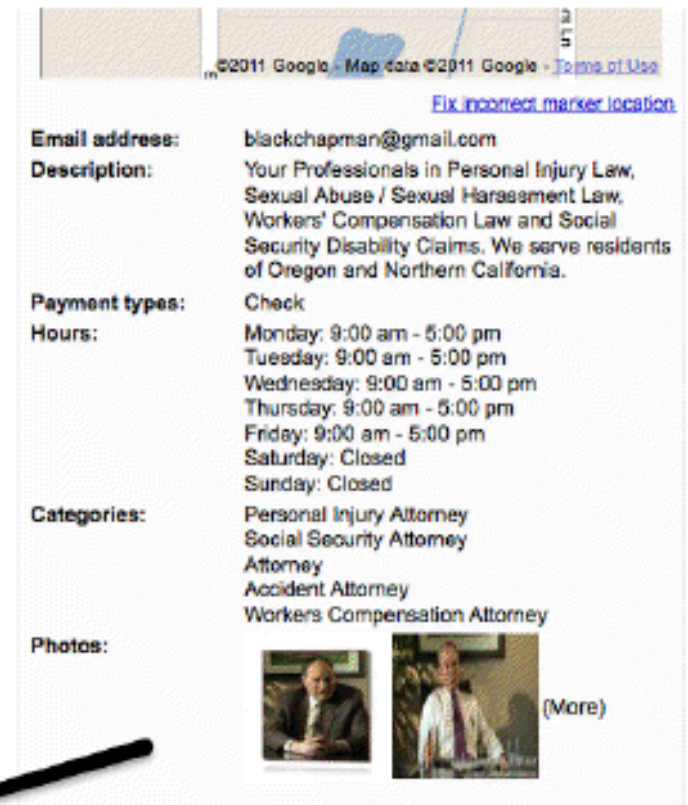 ©2011 Google - Map data ©2011 Google - Terms of Use
Fix incorrect marker location
Email address: blackchapman@gmail.com
Description: Your Professionals in Personal Injury Law,
Sexual Abuse / Sexual Harassment Law,
Workers' Compensation Law and Social
Security Disability Claims. We serve residents
of Oregon and Northern California.
Payment types: Check
Hours: Monday: 9:00 am - 5:00 pm
Tuesday: 9:00 am - 5:00 pm
Wednesday: 9:00 am - 5:00 pm
Thursday: 9:00 am - 5:00 pm
Friday: 9:00 am - 5:00 pm
Saturday: Closed
Sunday: Closed
Categories: Personal Injury Attorney
Social Security Attorney
Attorney
Accident Attorney
Workers Compensation Attorney
Photos: (More)